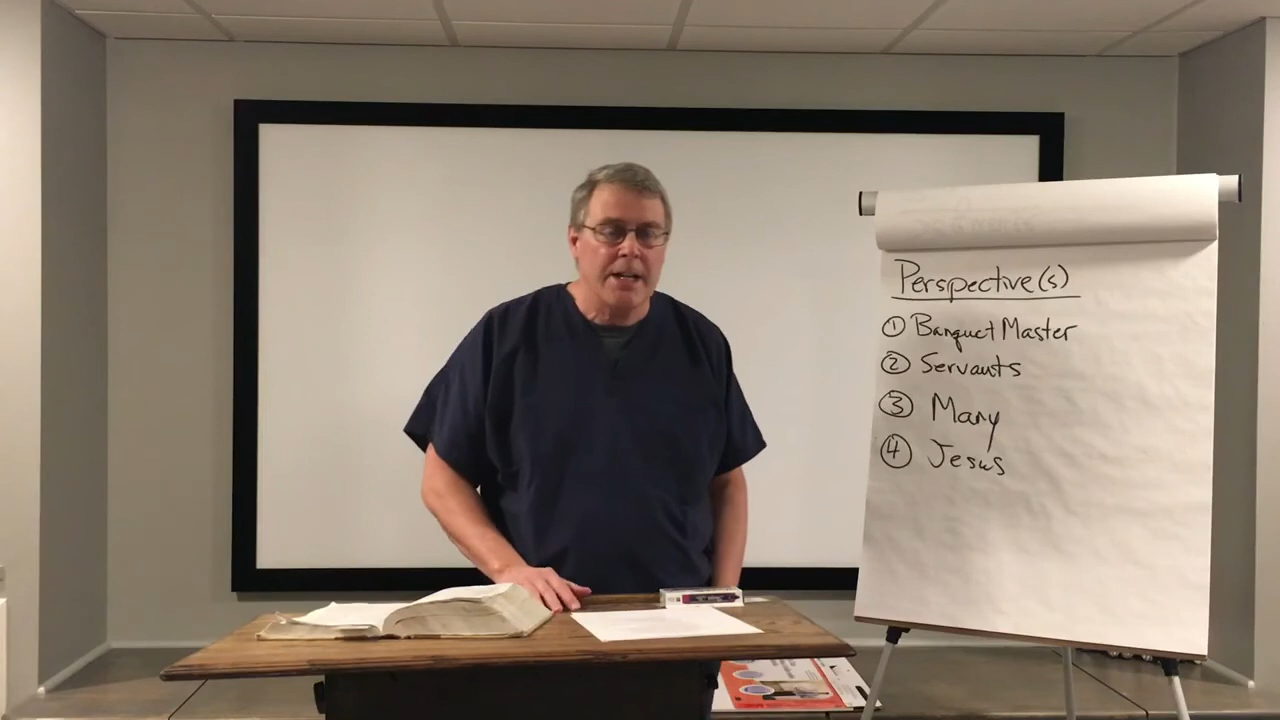 Perspective(s)
① Banquet Master
② Servants
③ Mary
④ Jesus